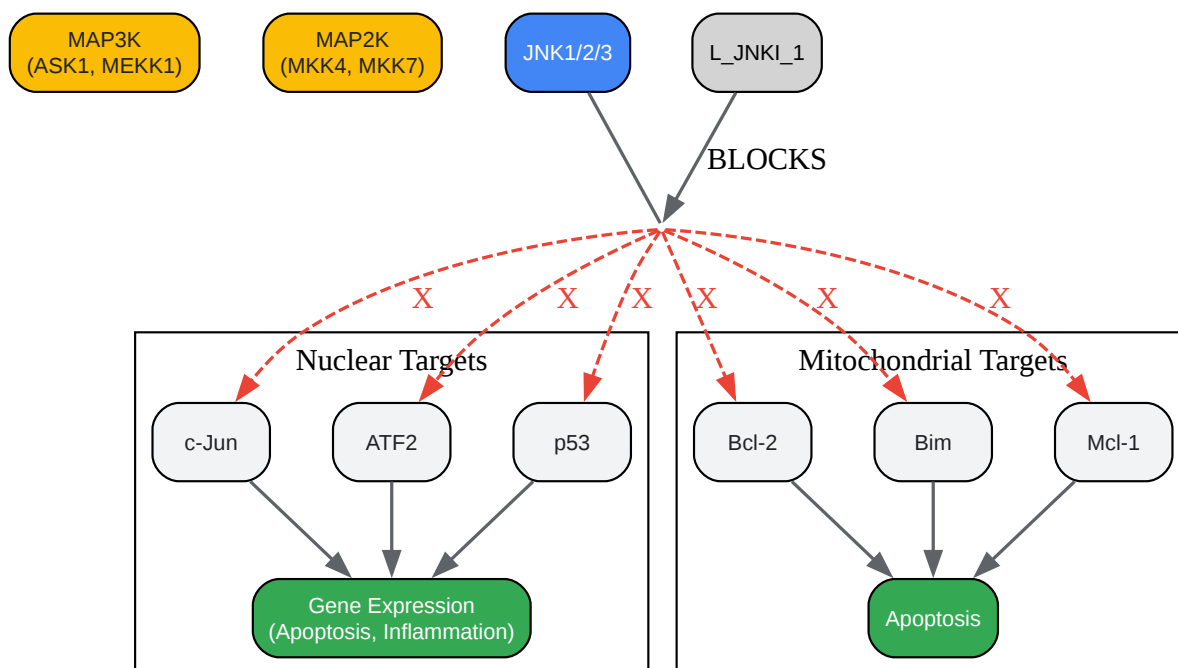 MAP3K
(ASK1, MEKK1)
MAP2K
(MKK4, MKK7)
JNK1/2/3
L_JNKI_1
BLOCKS
X
X
X
X
X
X
Nuclear Targets
Mitochondrial Targets
c-Jun
ATF2
p53
Bcl-2
Bim
Mcl-1
Gene Expression
(Apoptosis, Inflammation)
Apoptosis